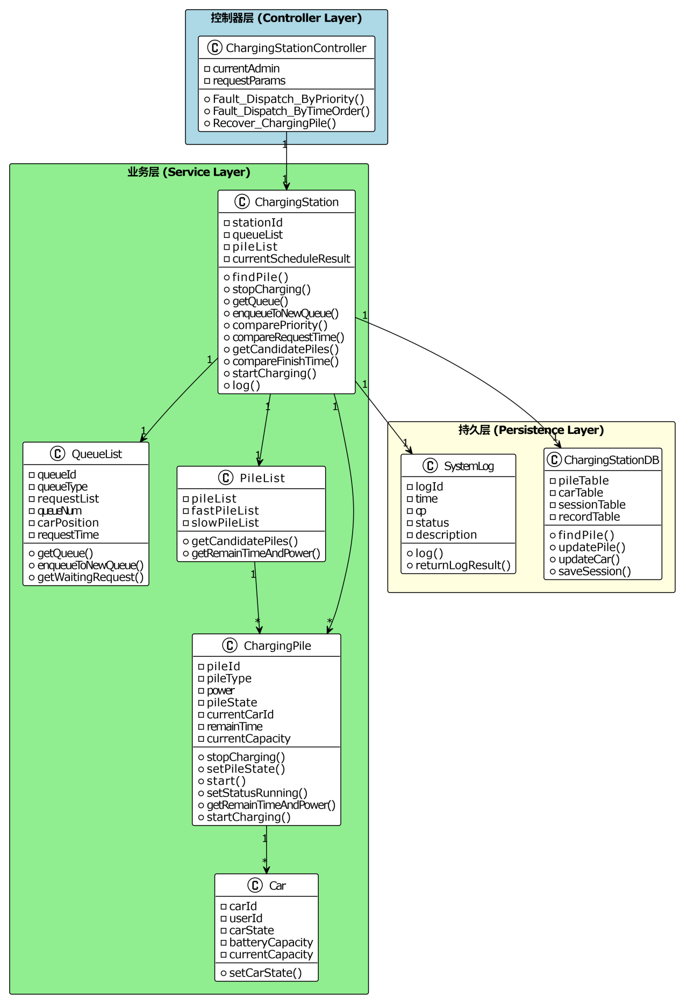 控制器层 (Controller Layer)
C ChargingStationController
currentAdmin
requestParams
Fault_Dispatch_ByPriority()
Fault_Dispatch_ByTimeOrder()
Recover_ChargingPile()
1
业务层 (Service Layer)
1
C ChargingStation
stationId
queueList
pileList
currentScheduleResult
findPile()
stopCharging()
getQueue()
enqueueToNewQueue()
comparePriority()
compareRequestTime()
getCandidatePiles()
compareFinishTime()
startCharging()
log()
1
1
1
1
1
1
C QueueList
queueId
queueType
requestList
queueNum
carPosition
requestTime
getQueue()
enqueueToNewQueue()
getWaitingRequest()
1
C PileList
pileList
fastPileList
slowPileList
getCandidatePiles()
getRemainTimeAndPower()
1
*
*
持久层 (Persistence Layer)
1
C SystemLog
logId
time
op
status
description
log()
returnLogResult()
1
C ChargingStationDB
pileTable
carTable
sessionTable
recordTable
findPile()
updatePile()
updateCar()
saveSession()
C ChargingPile
pileId
pileType
power
pileState
currentCarId
remainTime
currentCapacity
stopCharging()
setPileState()
start()
setStatusRunning()
getRemainTimeAndPower()
startCharging()
1
*
C Car
carId
userId
carState
batteryCapacity
currentCapacity
setCarState()